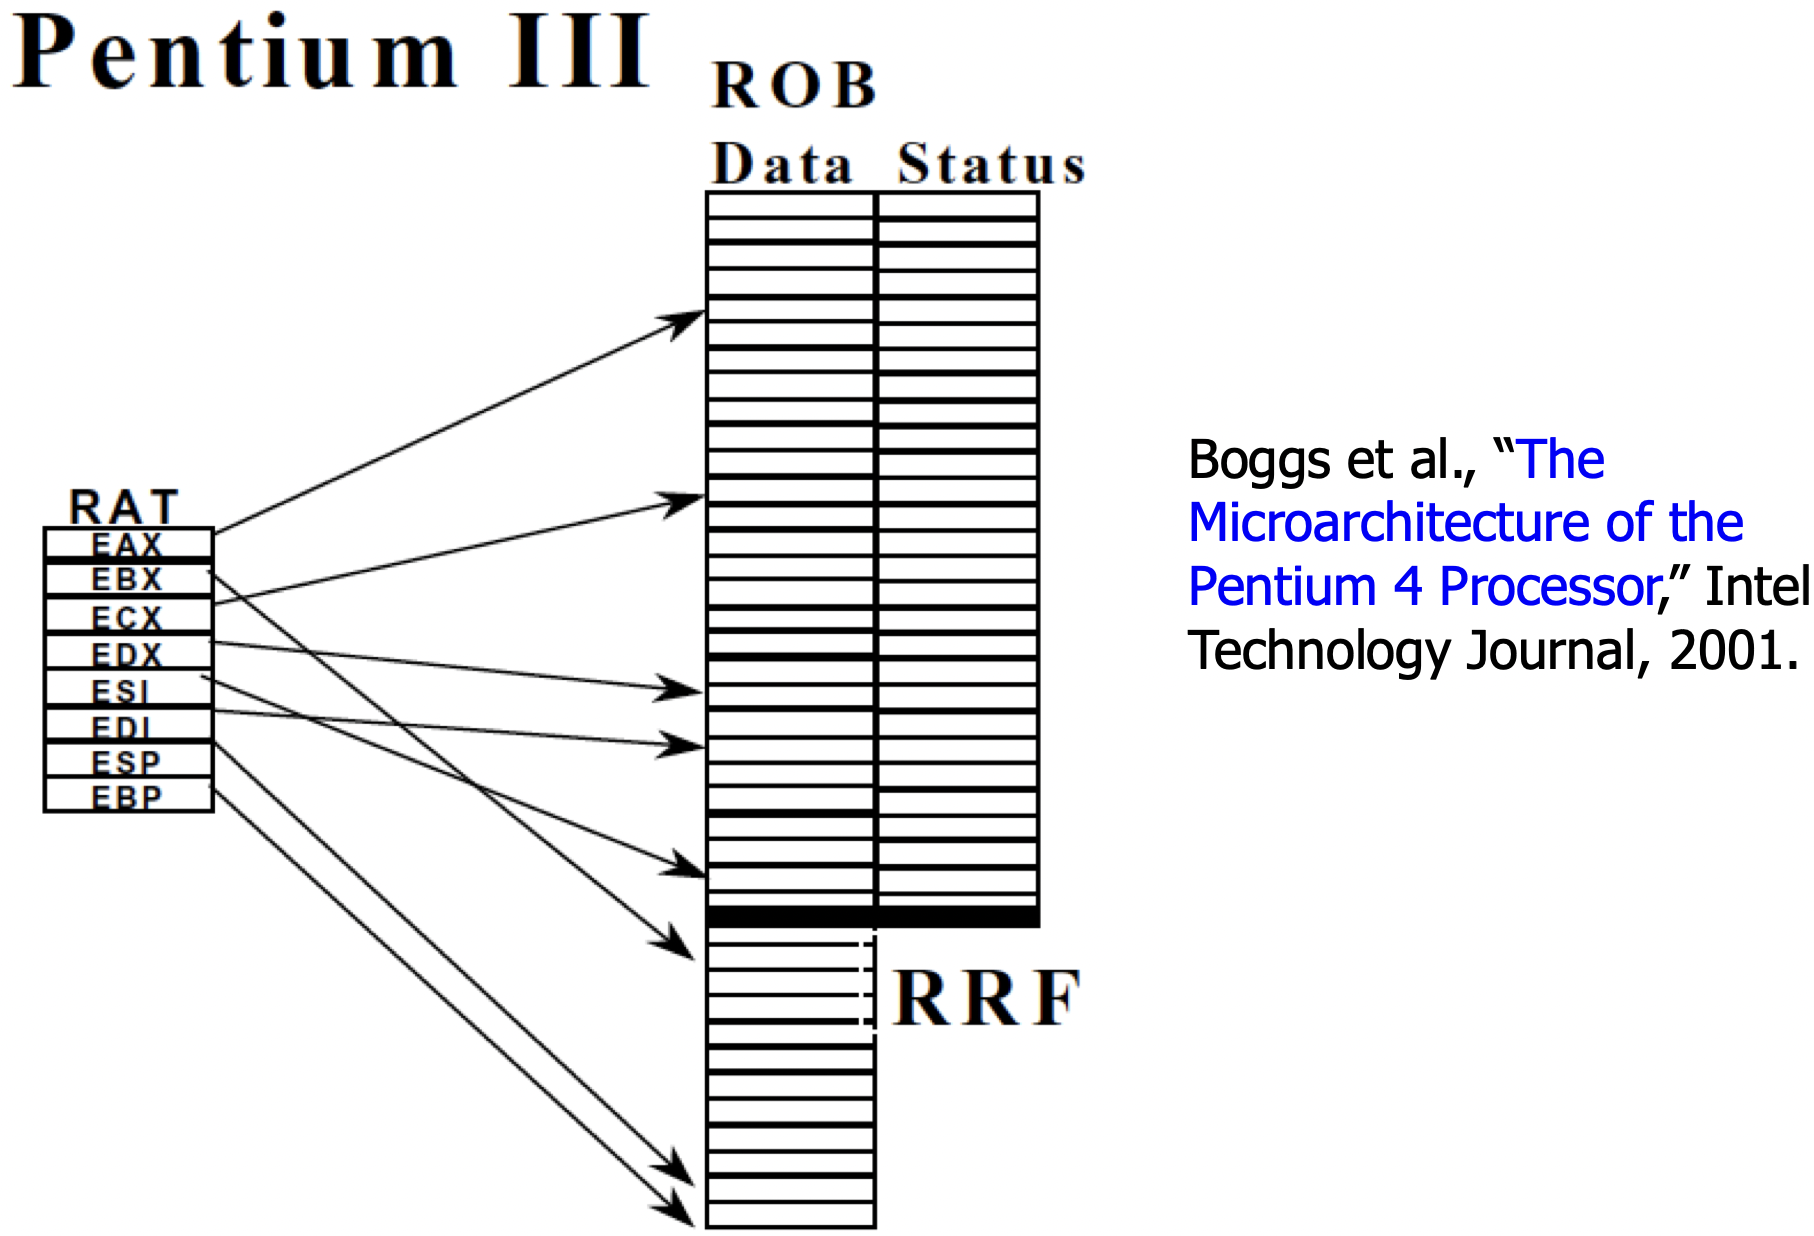 Pentium III
ROB
Data Status
RAT
EAX
EBX
ECX
EDX
ESI
EDI
ESP
EBP
RRF
Boggs et al., “The
Microarchitecture of the
Pentium 4 Processor,” Intel
Technology Journal, 2001.